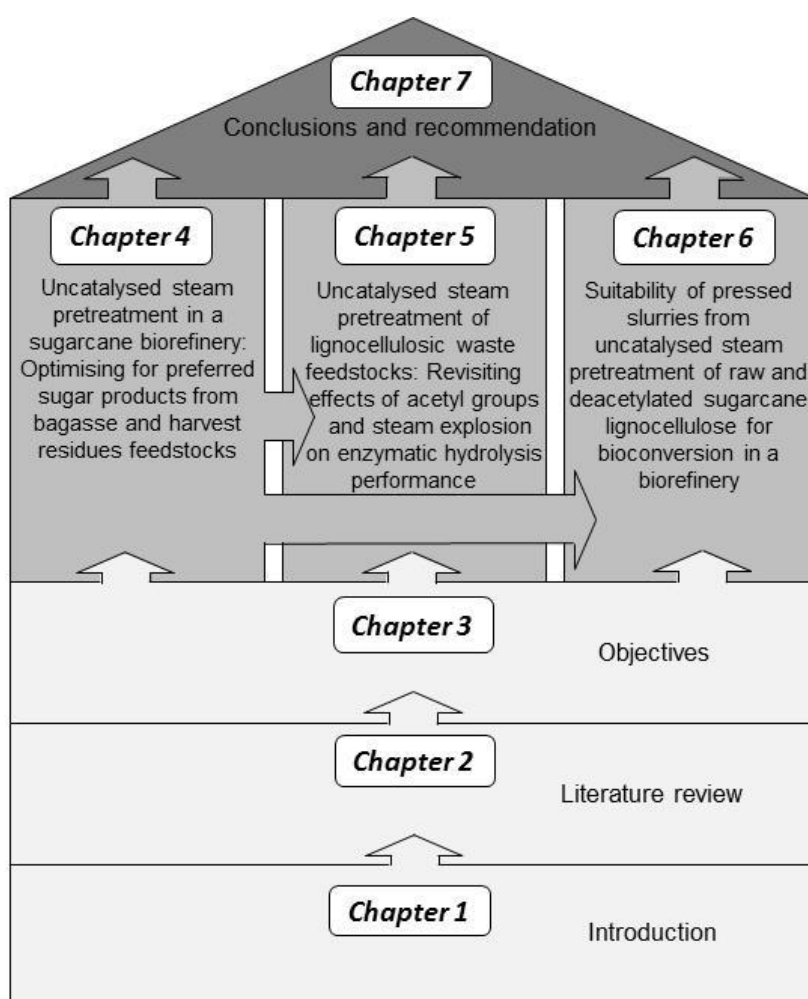 Chapter 7
Conclusions and recommendation
Chapter 4
Uncatalysed steam
pretreatment in a
sugarcane biorefinery:
Optimising for preferred
sugar products from
bagasse and harvest
residues feedstocks
Chapter 5
Uncatalysed steam
pretreatment of
lignocellulosic waste
feedstocks: Revisiting
effects of acetyl groups
and steam explosion
on enzymatic hydrolysis
performance
Chapter 6
Suitability of pressed
slurries from
uncatalysed steam
pretreatment of raw and
deacetylated sugarcane
lignocellulose for
bioconversion in a
biorefinery
Chapter 3
Objectives
Chapter 2
Literature review
Chapter 1
Introduction